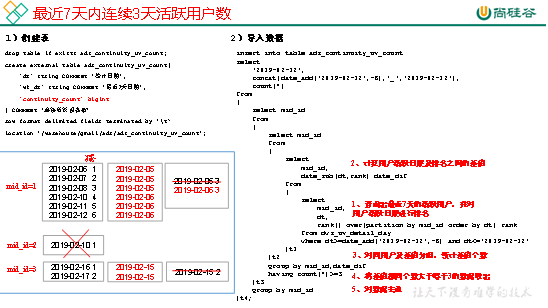 最近7天内连续3天活跃用户数
尚硅谷
1）创建表
drop table if exists ads_continuity_uv_count;
create external table ads_continuity_uv_count(
`dt` string COMMENT '统计日期',
`wk_dt` string COMMENT '最近7天日期',
`continuity_count` bigint
) COMMENT
row format delimited fields terminated by '\t'
location '/warehouse/gmall/ads/ads_continuity_uv_count';
mid_id=1
2019-02-06 1
2019-02-07 2
2019-02-08 3
2019-02-10 4
2019-02-11 5
2019-02-12 6
2019-02-05
2019-02-05
2019-02-05
2019-02-06
2019-02-06
2019-02-06
2019-02-05 3
2019-02-06 3
mid_id=2
2019-02-10 1
mid_id=3
2019-02-16 1
2019-02-17 2
2019-02-15
2019-02-15
2019-02-15 2
2）导入数据
insert into table ads_continuity_uv_count
select
'2019-02-12',
concat(date_add('2019-02-12',-6),'_','2019-02-12'),
count(*)
from
(
select mid_id
from
(
select mid_id
from
(
select
mid_id,
date_sub(dt,rank) date_dif
2、计算用户活跃日期及排名之间的差值
from
(
select
mid_id,
dt,
1、查询出最近7天的活跃用户，并对
用户活跃日期进行排名
rank() over(partition by mid_id order by dt) rank
from dws_uv_detail_day
where dt>=date_add('2019-02-12',-6) and dt<='2019-02-12'
)t1
)t2
3、对同用户及差值分组，统计差值个数
group by mid_id,date_dif
having count(*)>=3
4、将差值相同个数大于等于3的数据取出
)t3
group by mid_id
5、对数据去重
)t4;
让天下没有难学的技术